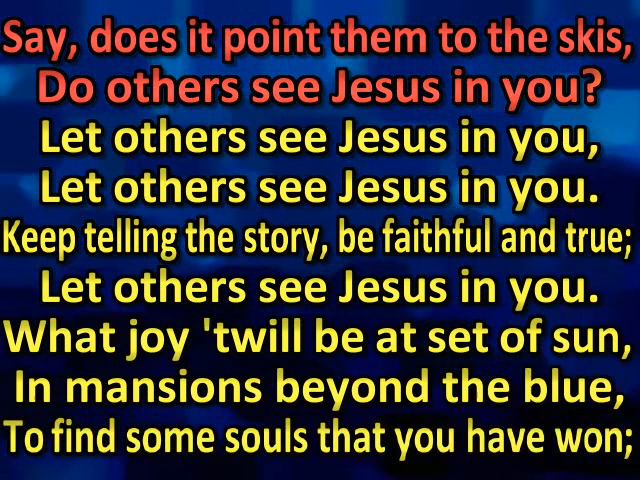 Say, does it point them to the skis,
Do others see Jesus in you?
Let others see Jesus in you,
Let others see Jesus in you.
Keep telling the story, be faithful and true;
Let others see Jesus in you.
What joy 'twill be at set of sun,
In mansions beyond the blue,
To find some souls that you have won;